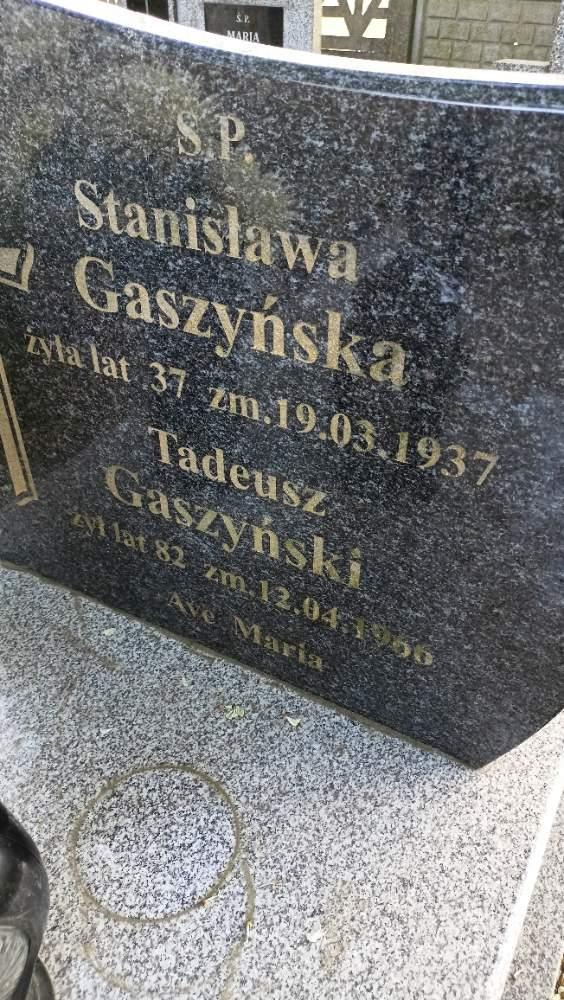 Ś.P.
MARIA
Ś.P.
Stanisława
Gaszyńska
żyła lat 37 zm.19.03.1937
Tadeusz
Gaszyński
żył lat 82 zm.12.04.1966
Ave Maria